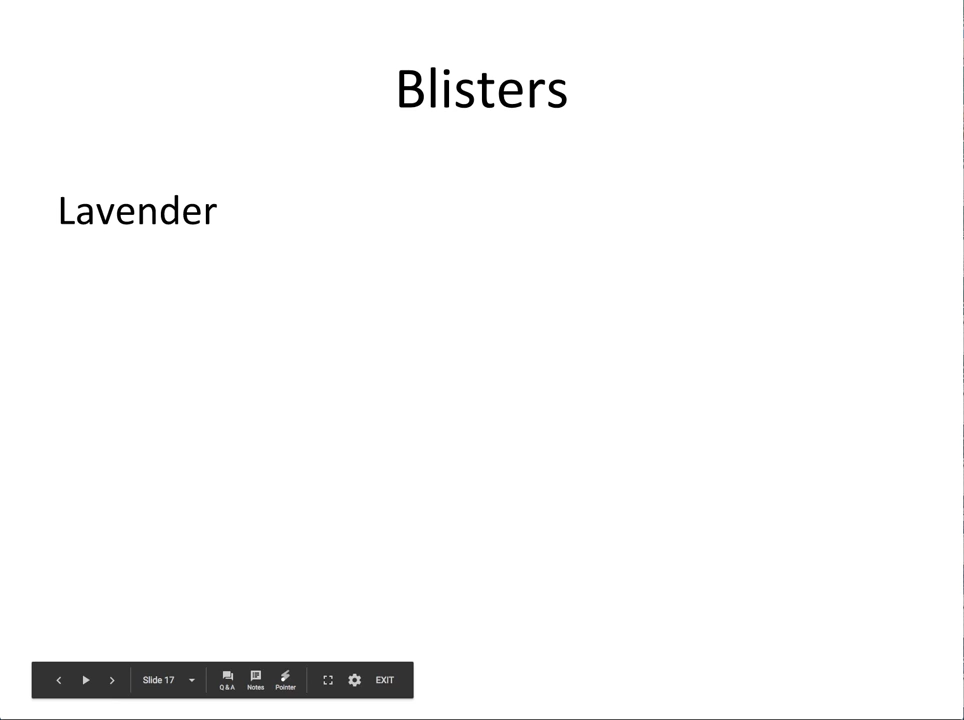 Blisters
Lavender
Slide 17
Q & A
Notes
Pointer
EXIT